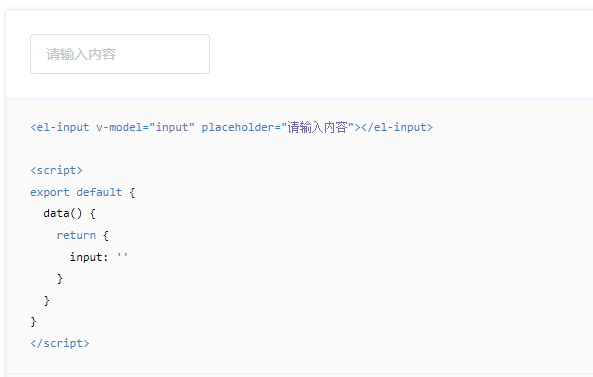 请输入内容
<el-input v-model="input" placeholder="请输入内容"></el-input>

<script>
export default {
  data() {
    return {
      input: ''
    }
  }
}
</script>